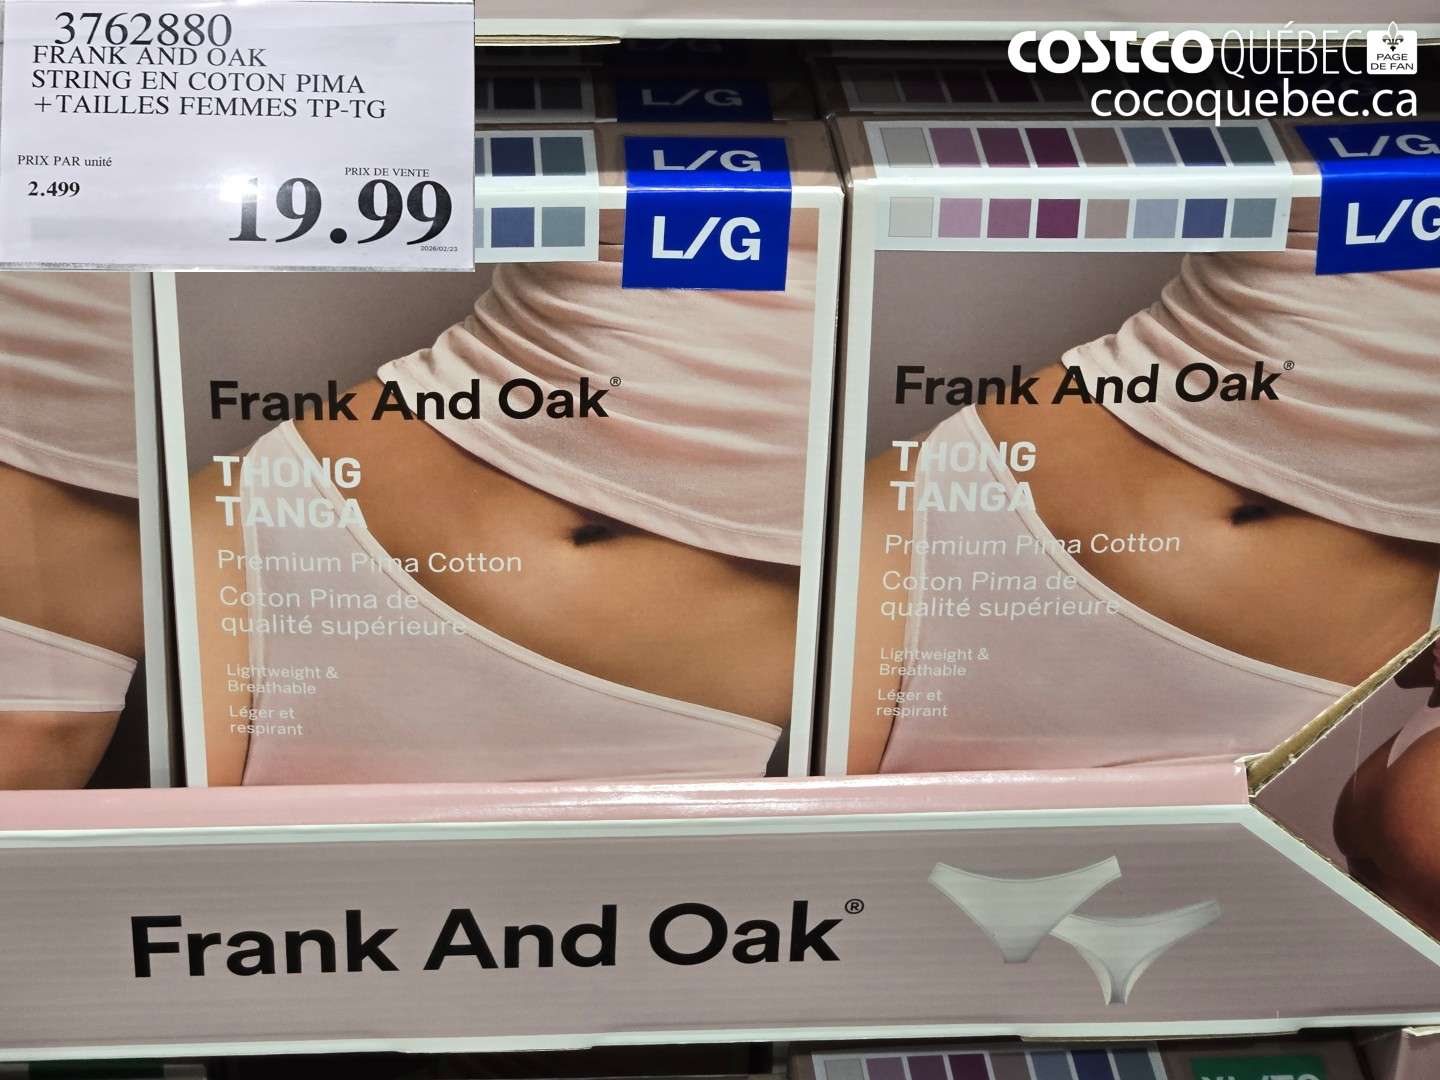 3762880
FRANK AND OAK
STRING EN COTON PIMA
+TAILLES FEMMES TP-TG
PRIX PAR unité
2.499
PRIX DE VENTE
19.99
2026/02/23
COSTCO QUÉBEC
PAGE
DE FAN
cocoquebec.ca
L/G
L/G
L/G
Frank And Oak®
THONG
TANGA
Premium Pima Cotton
Coton Pima de
qualité supérieure
Lightweight &
Breathable
Léger et
respirant
L/G
L/G
Frank And Oak®
THONG
TANGA
Premium Pima Cotton
Coton Pima de
qualité supérieure
Lightweight &
Breathable
Léger et
respirant
Frank And Oak®